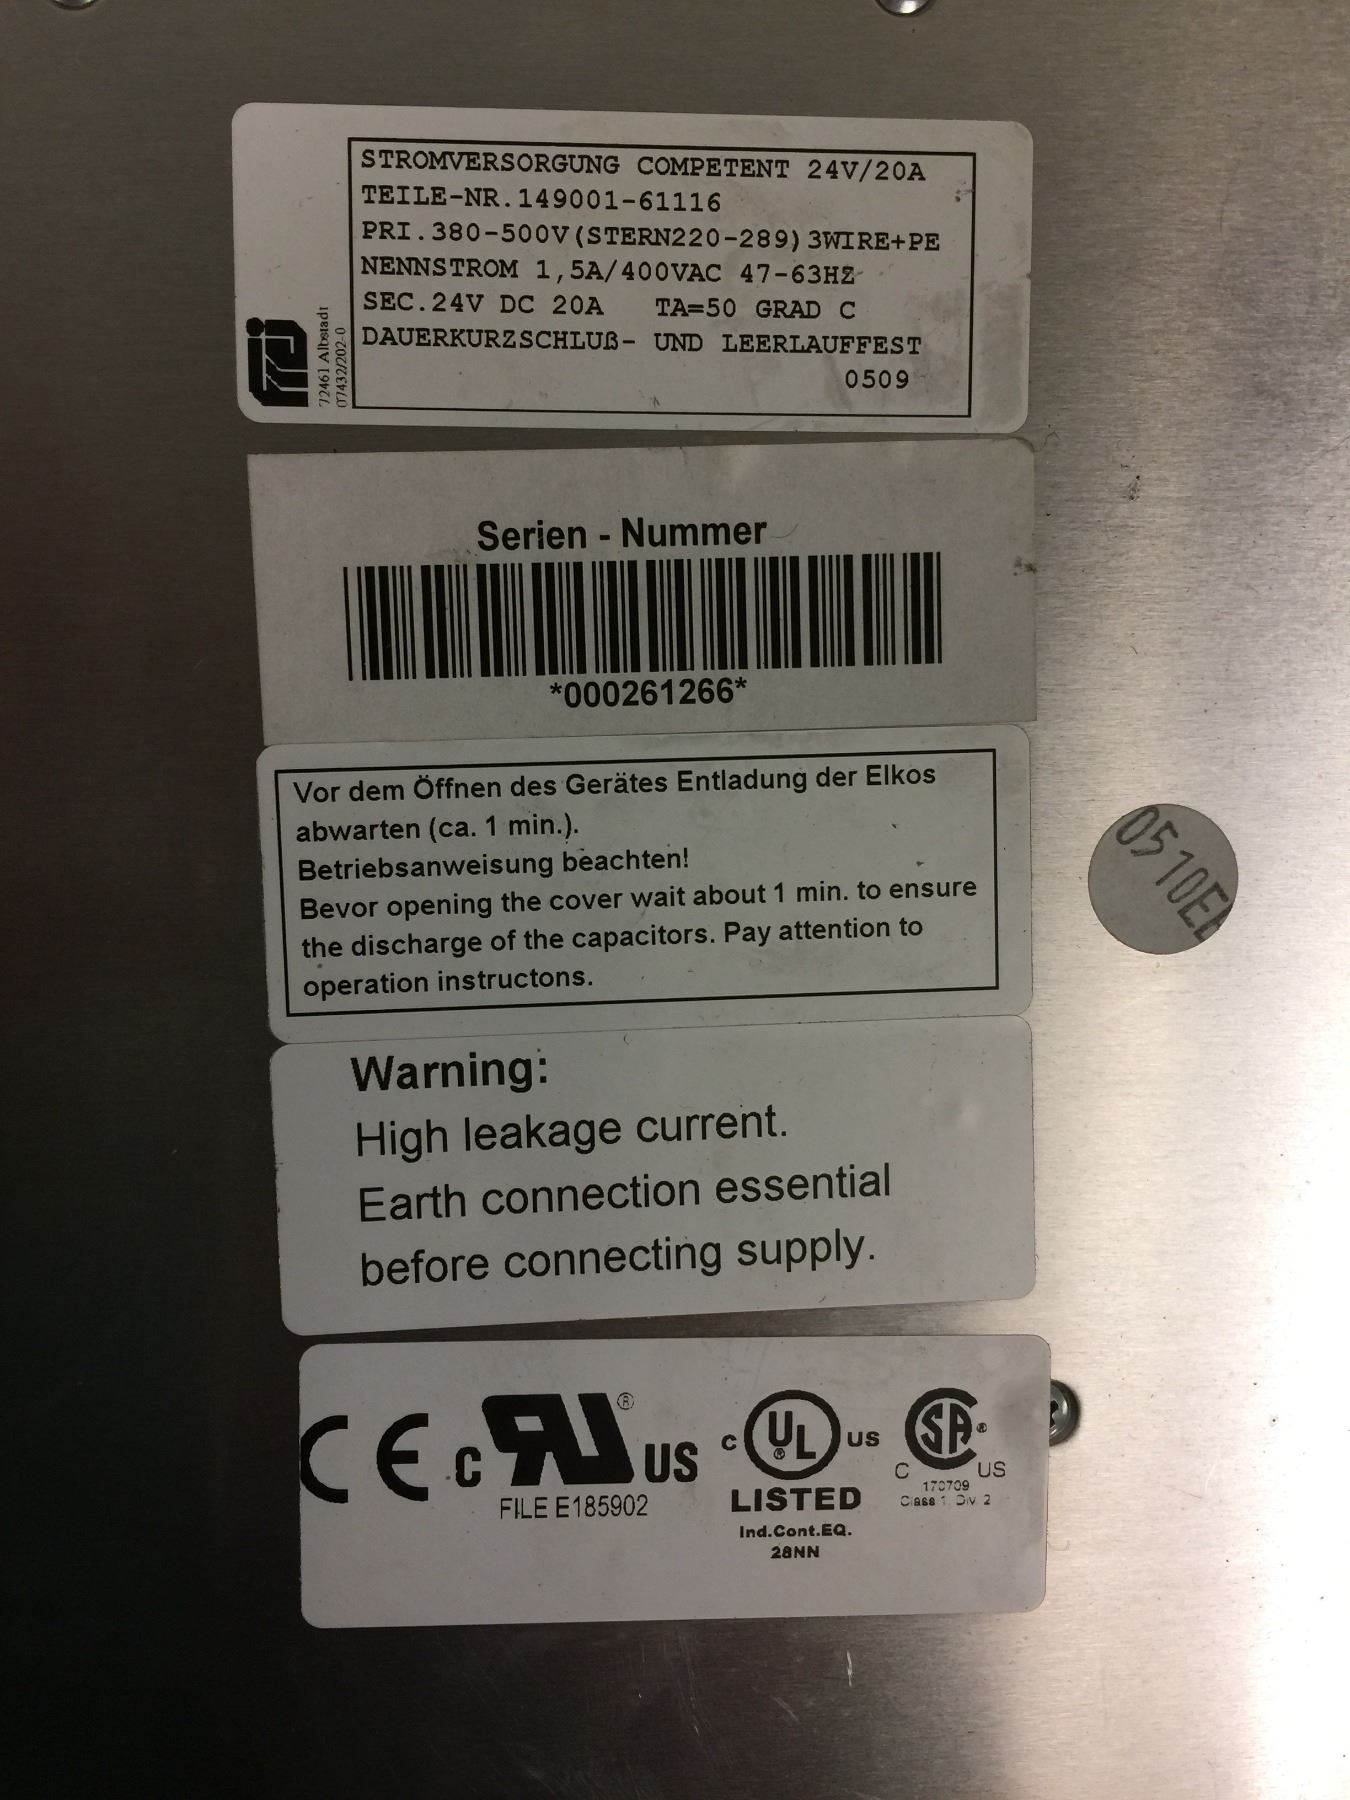 STROMVERSORGUNG COMPETENT 24V/20A
TEILE-NR.149001-61116
PRI.380-500V(STERN220-289)3WIRE+PE
NENNSTROM 1,5A/400VAC 47-63HZ
SEC.24V DC 20A TA=50 GRAD C
DAUERKURZSCHLUß- UND LEERLAUFFEST
0509
72461 Albstadt
07432/202-0
Serien - Nummer
*000261266*
Vor dem Öffnen des Gerätes Entladung der Elkos
abwarten (ca. 1 min.).
Betriebsanweisung beachten!
Bevor opening the cover wait about 1 min. to ensure
the discharge of the capacitors. Pay attention to
operation instructons.
0510
Warning:
High leakage current.
Earth connection essential
before connecting supply.
CE
c RU ® US
FILE E185902
c UL ® US
LISTED
Ind.Cont.EQ.
28NN
SA ®
C US
170709
Class 1, Div. 2